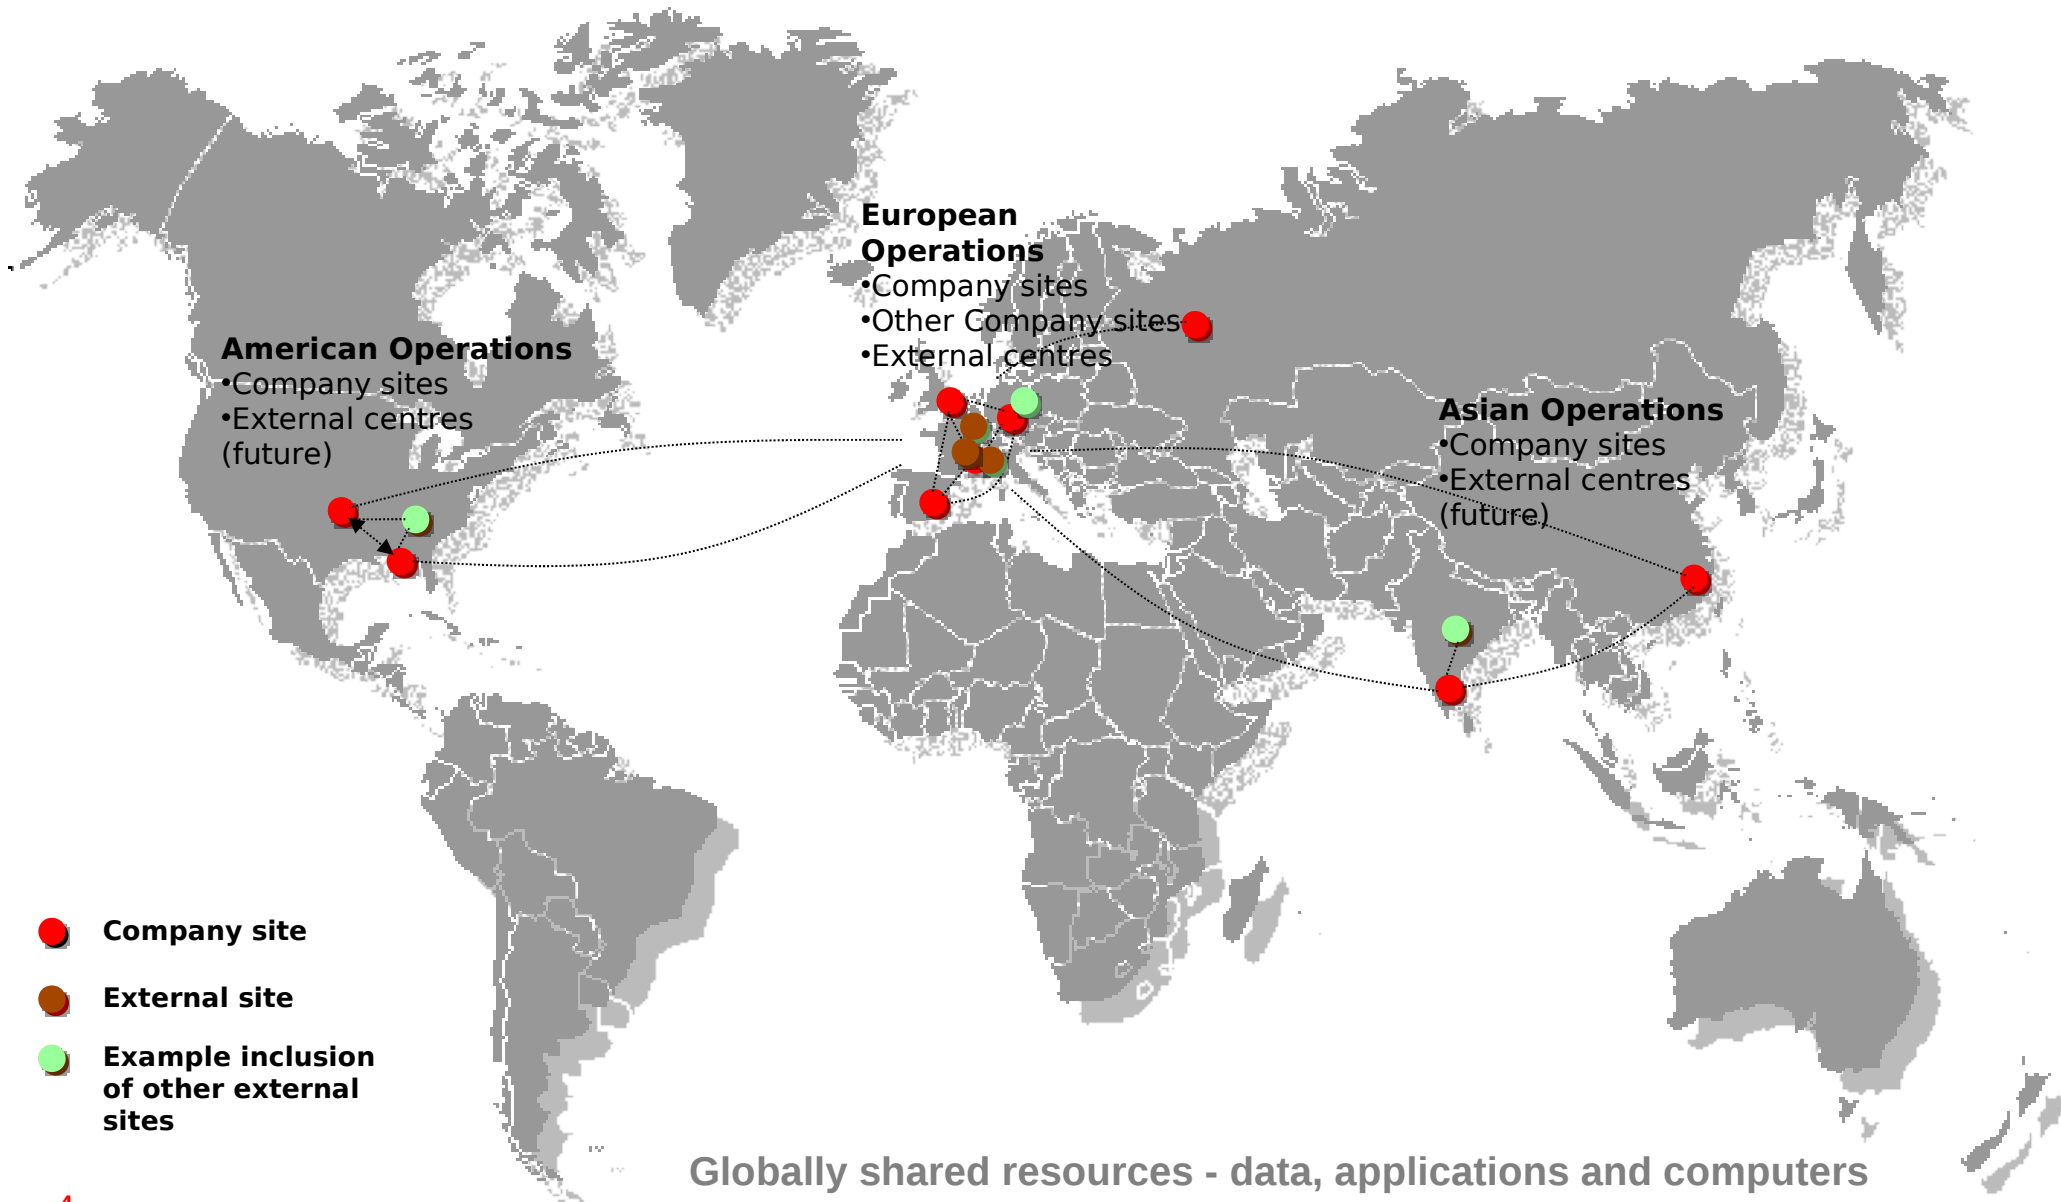 European
Operations
•Company sites
•Other Company sites
•External centres
American Operations
•Company sites
•External centres
(future)
Asian Operations
•Company sites
•External centres
(future)
Company site
External site
Example inclusion
of other external
sites
Globally shared resources - data, applications and computers
4